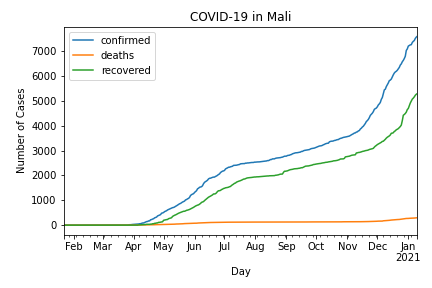 COVID-19 in Mali
confirmed
deaths
recovered
Number of Cases
7000
6000
5000
4000
3000
2000
1000
0
Feb Mar Apr May Jun Jul Aug Sep Oct Nov Dec Jan
2021
Day